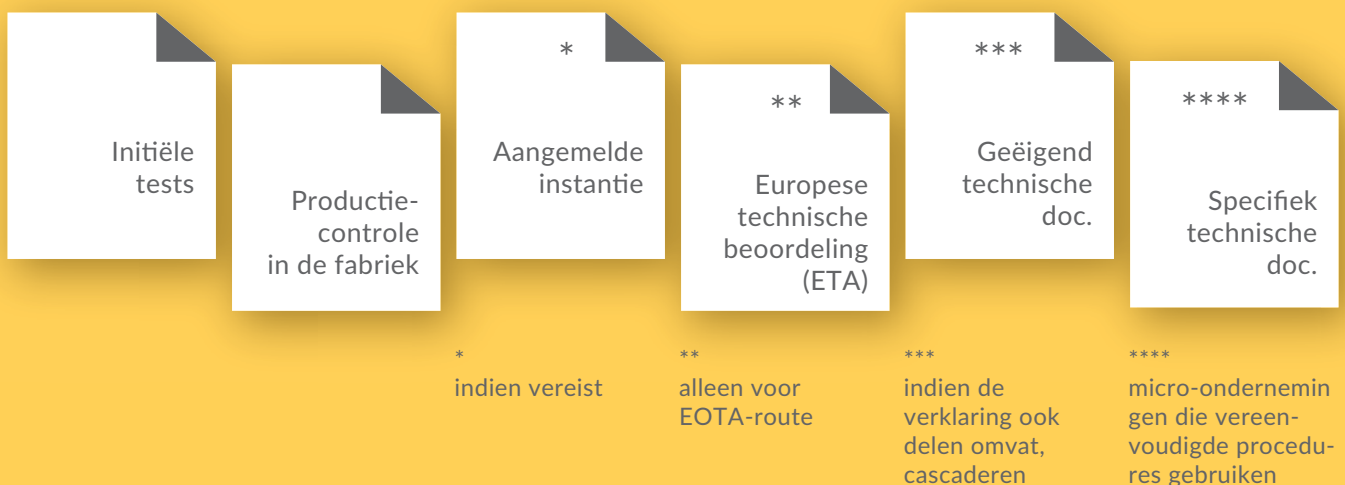 Initiële
tests
Productie-
controle
in de fabriek
*
Aangemelde
instantie
**
Europese
technische
beoordeling
(ETA)
***
Geëigend
technische
doc.
****
Specifiek
technische
doc.
*
indien vereist
**
alleen voor
EOTA-route
***
indien de
verklaring ook
delen omvat,
cascaderen
****
micro-ondernemin
gen die vereen-
voudigde procedu-
res gebruiken